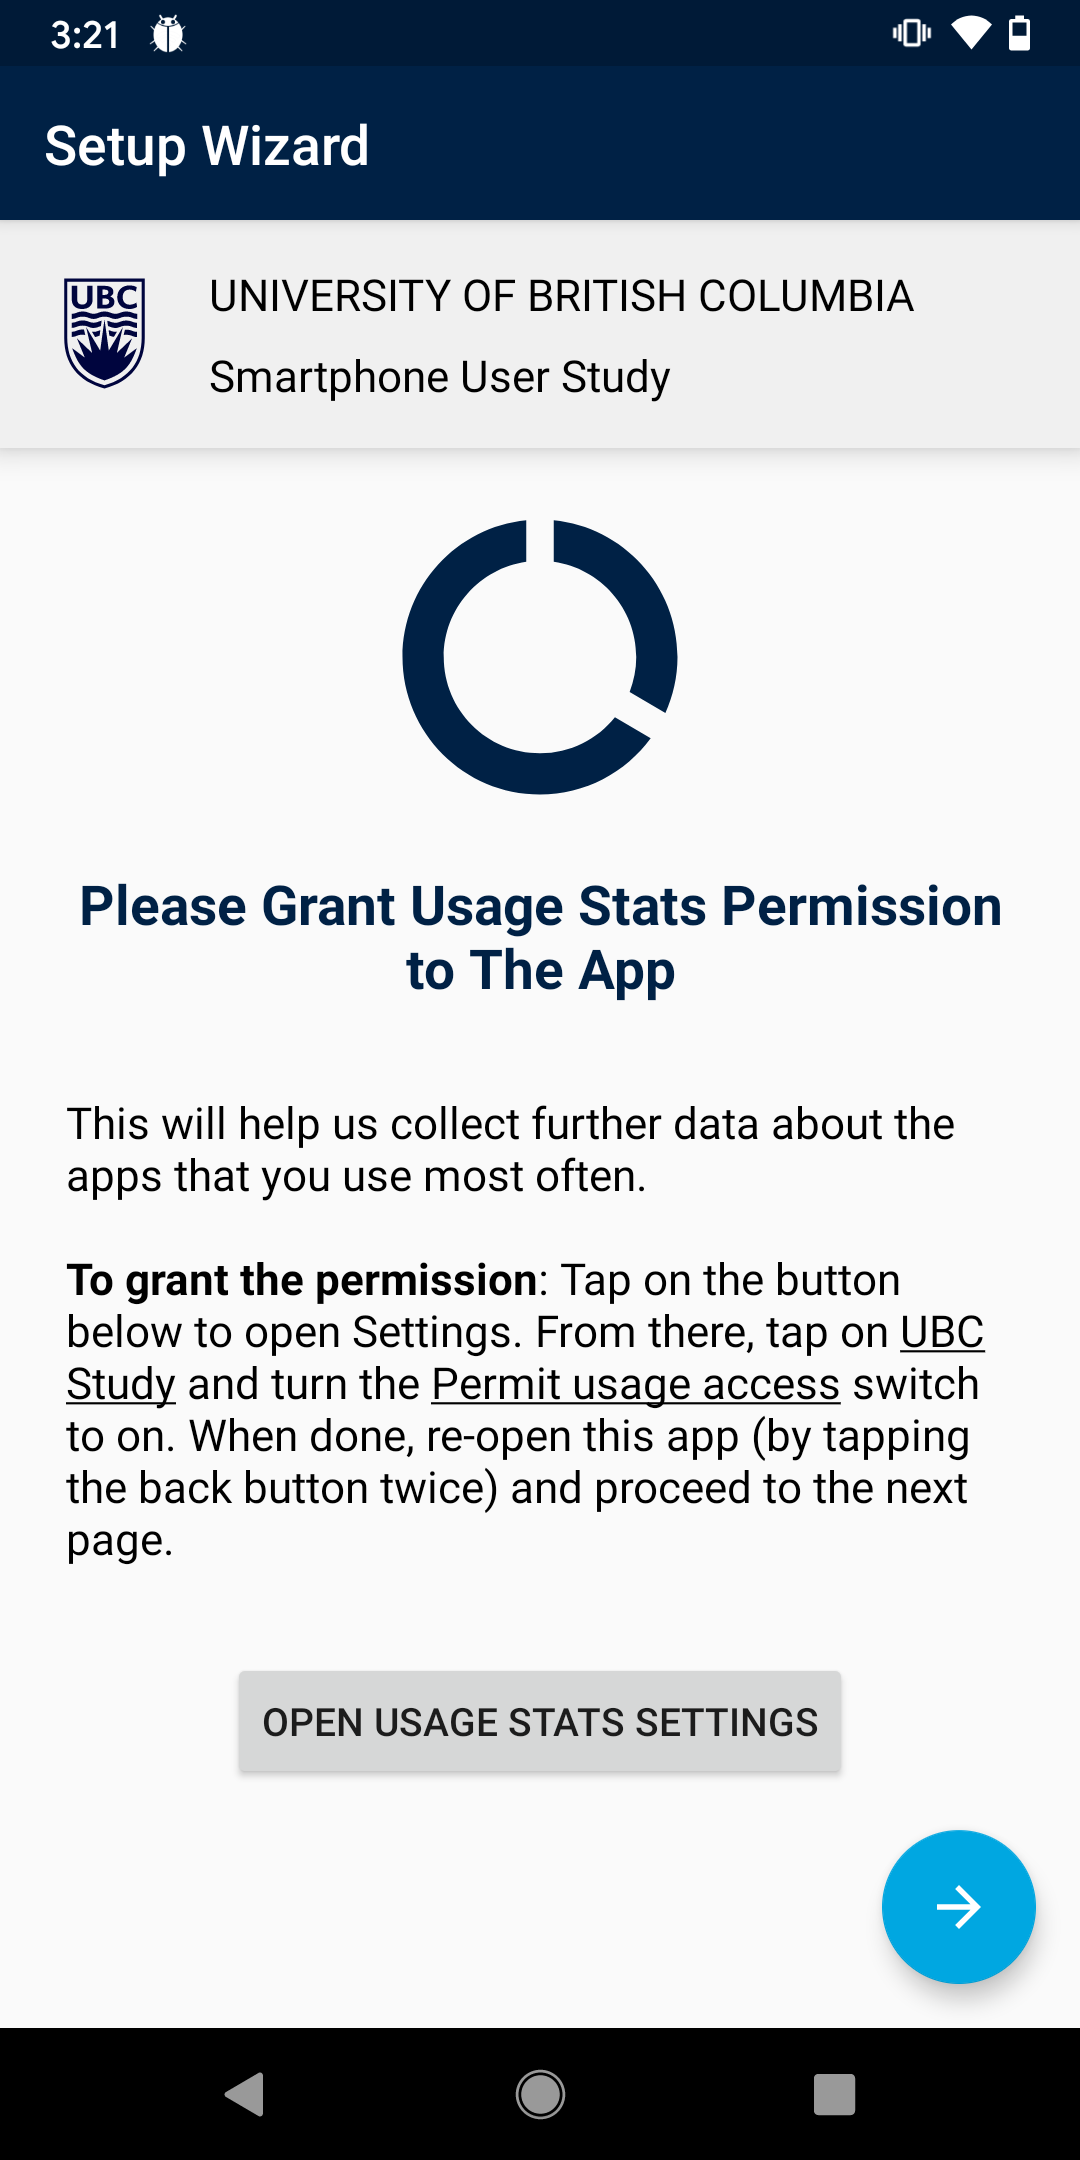 3:21
Setup Wizard
UBC
UNIVERSITY OF BRITISH COLUMBIA
Smartphone User Study
Please Grant Usage Stats Permission
to The App
This will help us collect further data about the
apps that you use most often.
To grant the permission: Tap on the button
below to open Settings. From there, tap on UBC
Study and turn the Permit usage access switch
to on. When done, re-open this app (by tapping
the back button twice) and proceed to the next
page.
OPEN USAGE STATS SETTINGS